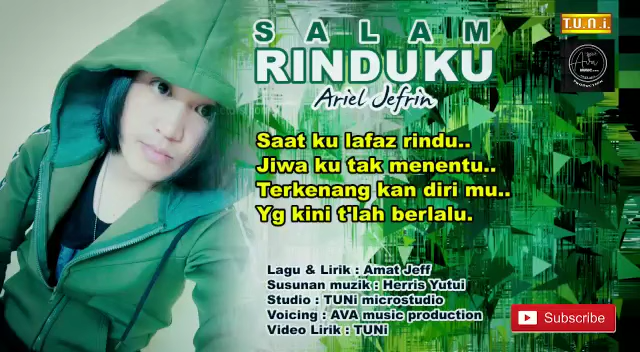 SALAM
RINDUKU
Ariel Jefrin
T.U.N.i.
Saat ku lafaz rindu..
Jiwa ku tak menentu..
Terkenang kan diri mu..
Yg kini t'lah berlalu.
Lagu & Lirik : Amat Jeff
Susunan muzik : Herris Yutui
Studio : TUNi microstudio
Voicing : AVA music production
Video Lirik : TUNi
Subscribe